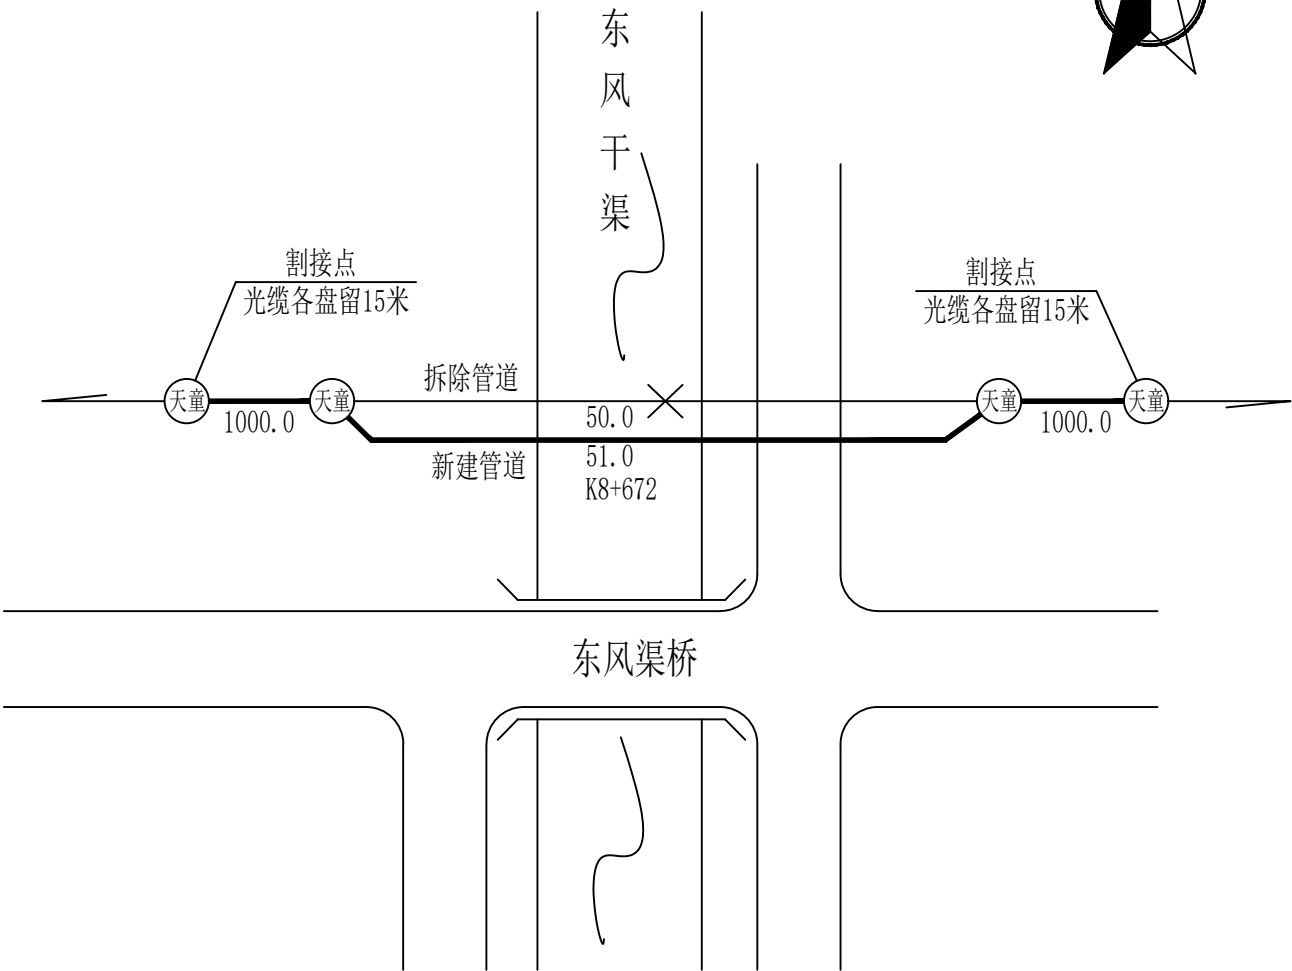 东风干渠
割接点
光缆各盘留15米
割接点
光缆各盘留15米
拆除管道
天童
天童
天童
天童
1000.0
50.0
1000.0
新建管道
51.0
K8+672
东风渠桥